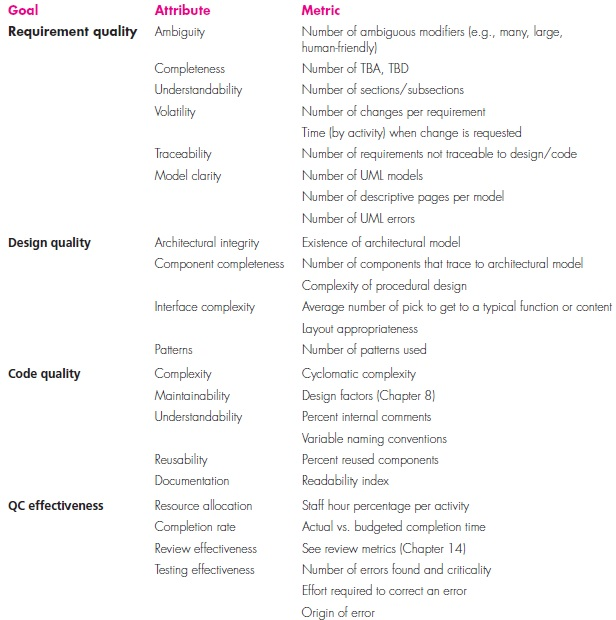 Goal Attribute Metric
Requirement quality Ambiguity Number of ambiguous modifiers (e.g., many, large,
human-friendly)
Completeness Number of TBA, TBD
Understandability Number of sections/subsections
Volatility Number of changes per requirement
Time (by activity) when change is requested
Traceability Number of requirements not traceable to design/code
Model clarity Number of UML models
Number of descriptive pages per model
Number of UML errors
Design quality Architectural integrity Existence of architectural model
Component completeness Number of components that trace to architectural model
Complexity of procedural design
Interface complexity Average number of pick to get to a typical function or content
Layout appropriateness
Patterns Number of patterns used
Code quality Complexity Cyclomatic complexity
Maintainability Design factors (Chapter 8)
Understandability Percent internal comments
Variable naming conventions
Reusability Percent reused components
Documentation Readability index
QC effectiveness Resource allocation Staff hour percentage per activity
Completion rate Actual vs. budgeted completion time
Review effectiveness See review metrics (Chapter 14)
Testing effectiveness Number of errors found and criticality
Effort required to correct an error
Origin of error